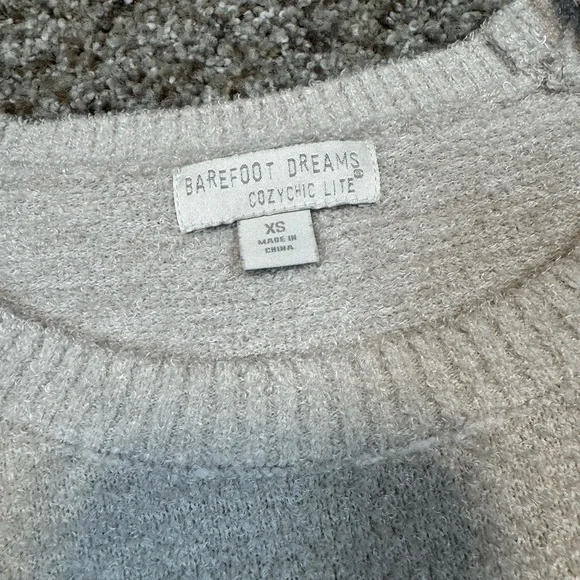 BAREFOOT DREAMS®
COZYCHIC LITE
XS
MADE IN
CHINA